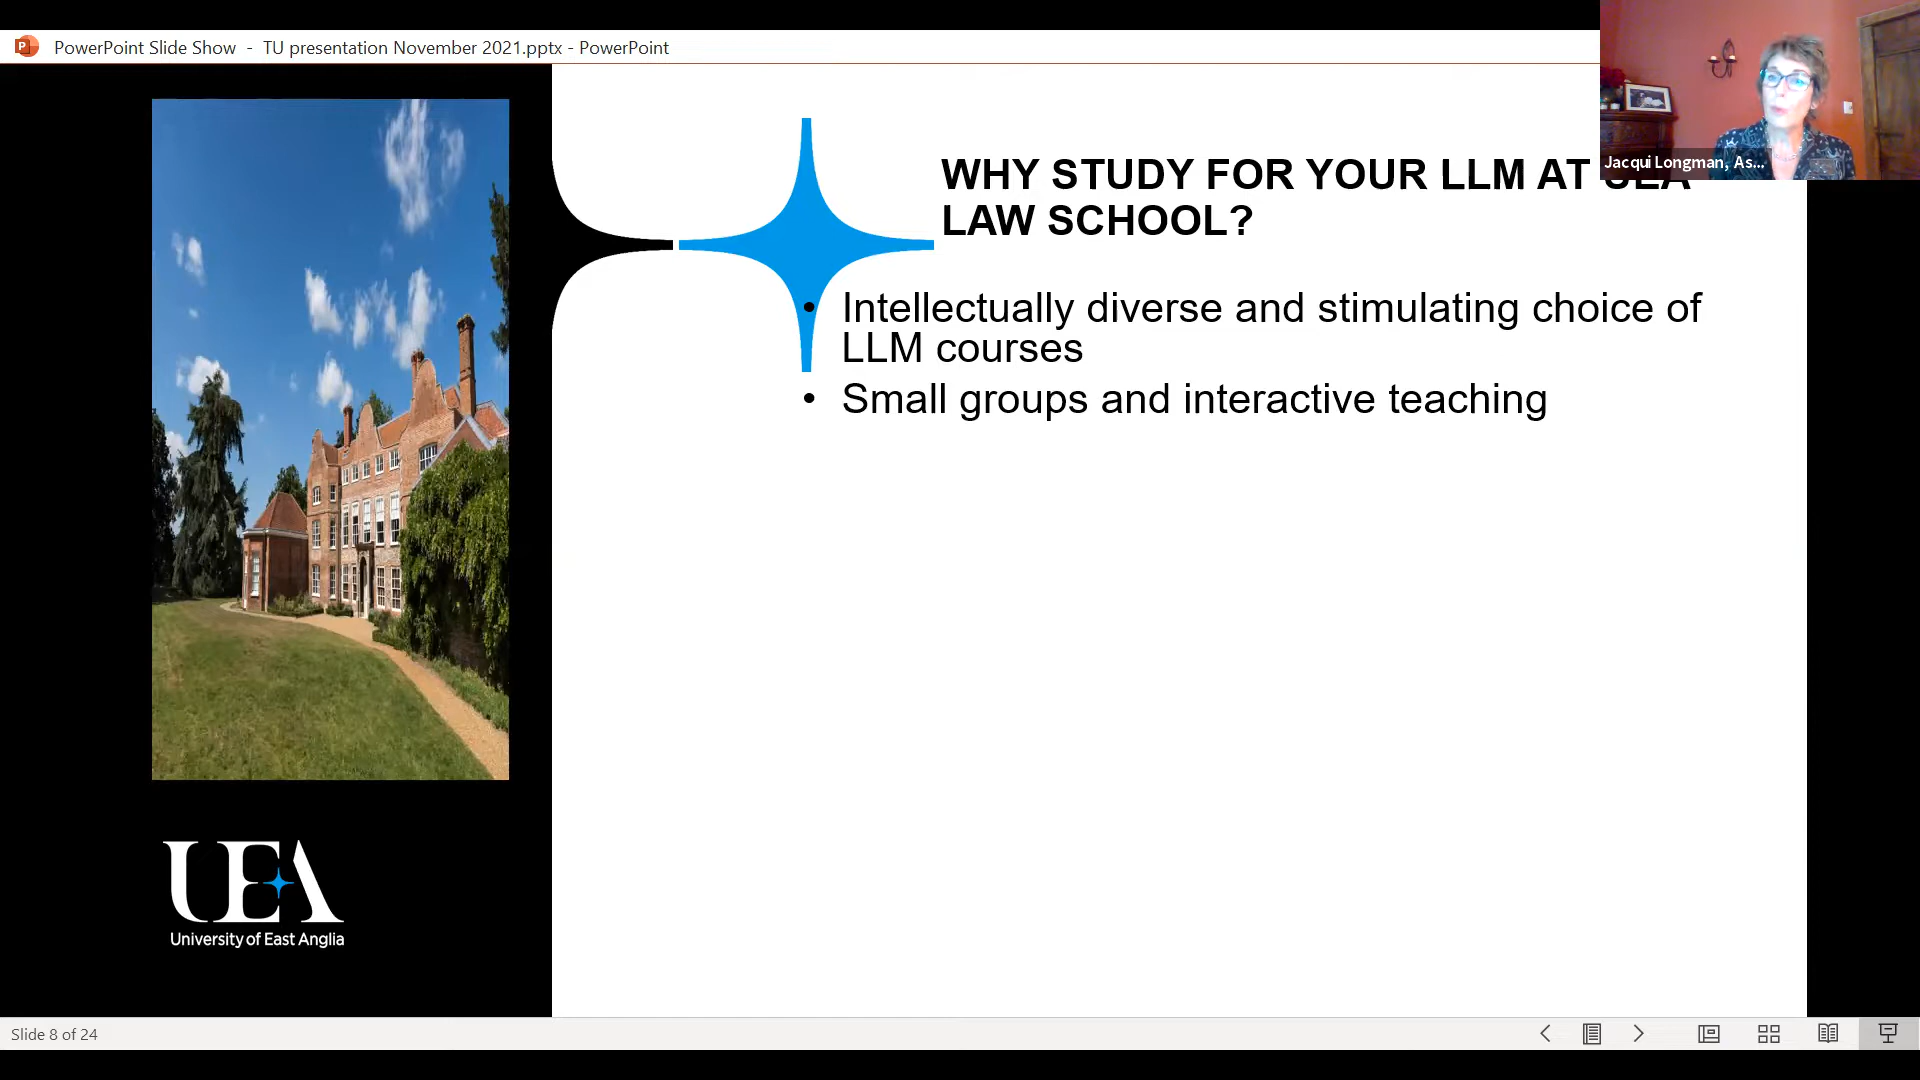 PowerPoint Slide Show - TU presentation November 2021.pptx - PowerPoint
Jacqui Longman, As...
WHY STUDY FOR YOUR LLM AT UEA
LAW SCHOOL?
• Intellectually diverse and stimulating choice of
LLM courses
• Small groups and interactive teaching
UEA
University of East Anglia
Slide 8 of 24